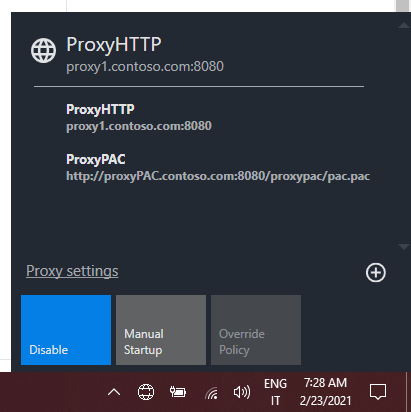 ProxyHTTP
proxy1.contoso.com:8080
ProxyHTTP
proxy1.contoso.com:8080
ProxyPAC
http://proxyPAC.contoso.com:8080/proxypac/pac.pac
Proxy settings
Disable
Manual
Startup
Override
Policy
ENG
IT
7:28 AM
2/23/2021